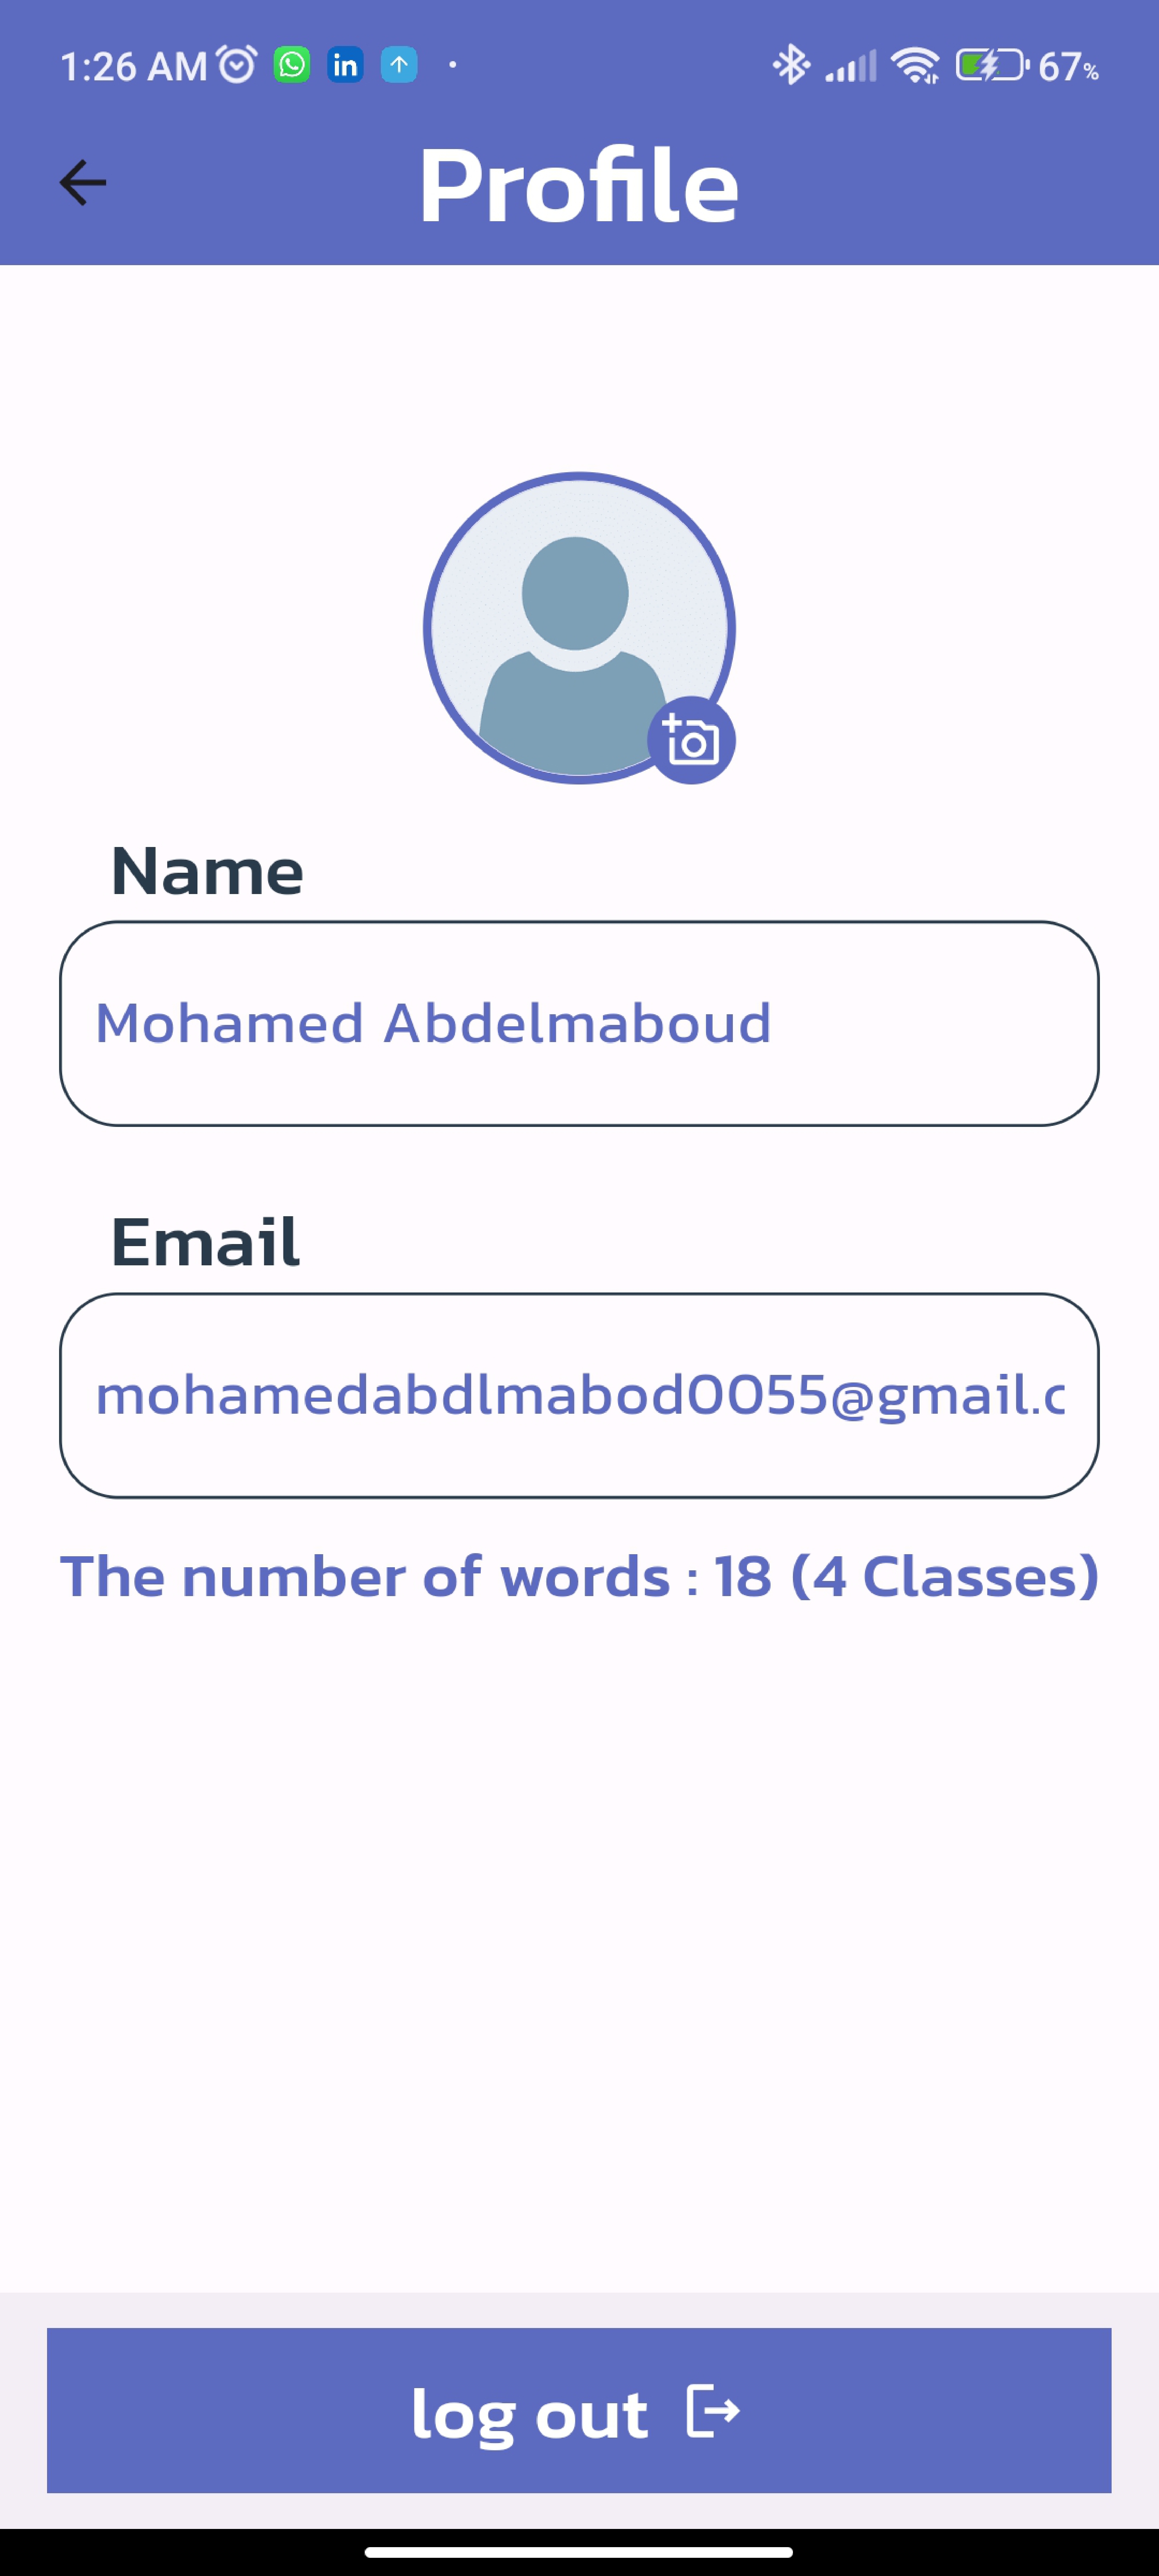 1:26 AM in 67%
Profile
Name
Mohamed Abdelmaboud
Email
mohamedabdlmabod0055@gmail.c
The number of words : 18 (4 Classes)
log out